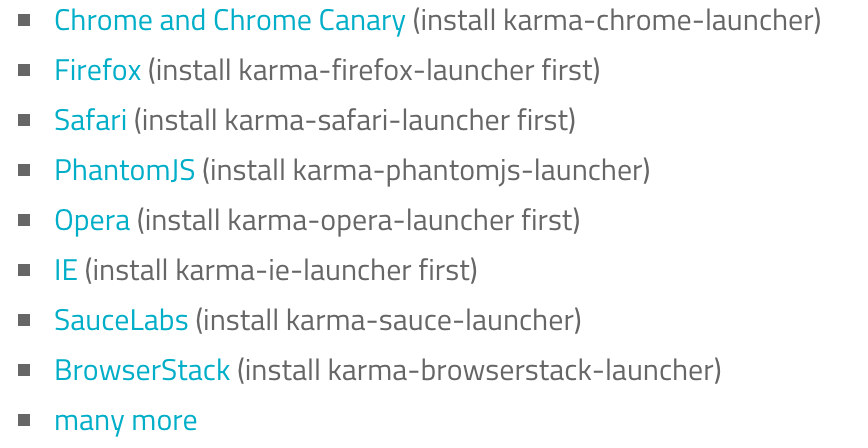 Chrome and Chrome Canary (install karma-chrome-launcher)
Firefox (install karma-firefox-launcher first)
Safari (install karma-safari-launcher first)
PhantomJS (install karma-phantomjs-launcher)
Opera (install karma-opera-launcher first)
IE (install karma-ie-launcher first)
SauceLabs (install karma-sauce-launcher)
BrowserStack (install karma-browserstack-launcher)
many more